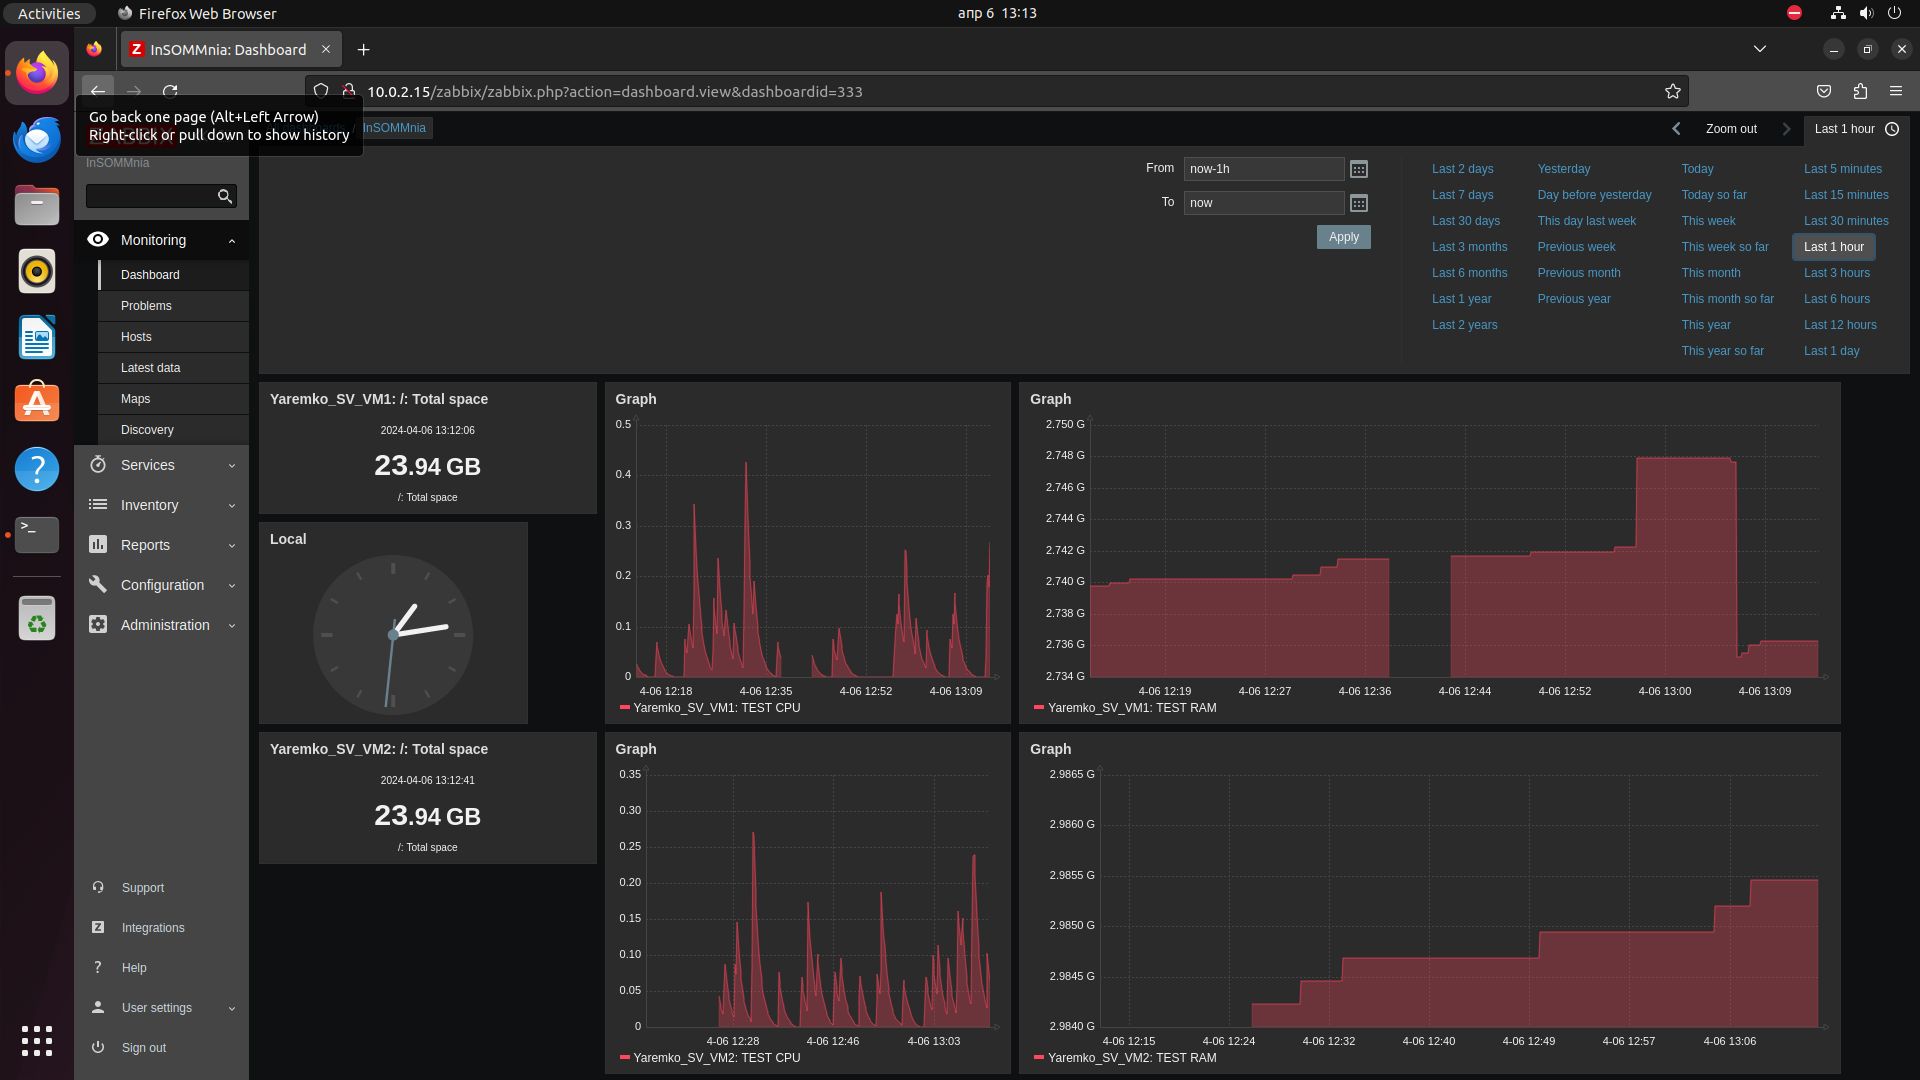 Activities
Firefox Web Browser
апр 6 13:13
InSOMMnia: Dashboard
10.0.2.15/zabbix/zabbix.php?action=dashboard.view&dashboardid=333
Go back one page (Alt+Left Arrow)
Right-click or pull down to show history
InSOMMnia
Zoom out
Last 1 hour
InSOMMnia
From
now-1h
To
now
Apply
Last 2 days Yesterday Today Last 5 minutes
Last 7 days Day before yesterday Today so far Last 15 minutes
Last 30 days This day last week This week Last 30 minutes
Last 3 months Previous week This week so far Last 1 hour
Last 6 months Previous month This month Last 3 hours
Last 1 year Previous year This month so far Last 6 hours
Last 2 years This year Last 12 hours
This year so far Last 1 day
Monitoring
Dashboard
Problems
Hosts
Latest data
Maps
Discovery
Services
Inventory
Reports
Configuration
Administration
Support
Integrations
Help
User settings
Sign out
Yaremko_SV_VM1: /: Total space
2024-04-06 13:12:06
23.94 GB
/: Total space
Local
Yaremko_SV_VM2: /: Total space
2024-04-06 13:12:41
23.94 GB
/: Total space
Graph
0.5
0.4
0.3
0.2
0.1
0
4-06 12:18 4-06 12:35 4-06 12:52 4-06 13:09
Yaremko_SV_VM1: TEST CPU
Graph
2.750 G
2.748 G
2.746 G
2.744 G
2.742 G
2.740 G
2.738 G
2.736 G
2.734 G
4-06 12:19 4-06 12:27 4-06 12:36 4-06 12:44 4-06 12:52 4-06 13:00 4-06 13:09
Yaremko_SV_VM1: TEST RAM
Graph
0.35
0.30
0.25
0.20
0.15
0.10
0.05
0
4-06 12:28 4-06 12:46 4-06 13:03
Yaremko_SV_VM2: TEST CPU
Graph
2.9865 G
2.9860 G
2.9855 G
2.9850 G
2.9845 G
2.9840 G
4-06 12:15 4-06 12:24 4-06 12:32 4-06 12:40 4-06 12:49 4-06 12:57 4-06 13:06
Yaremko_SV_VM2: TEST RAM